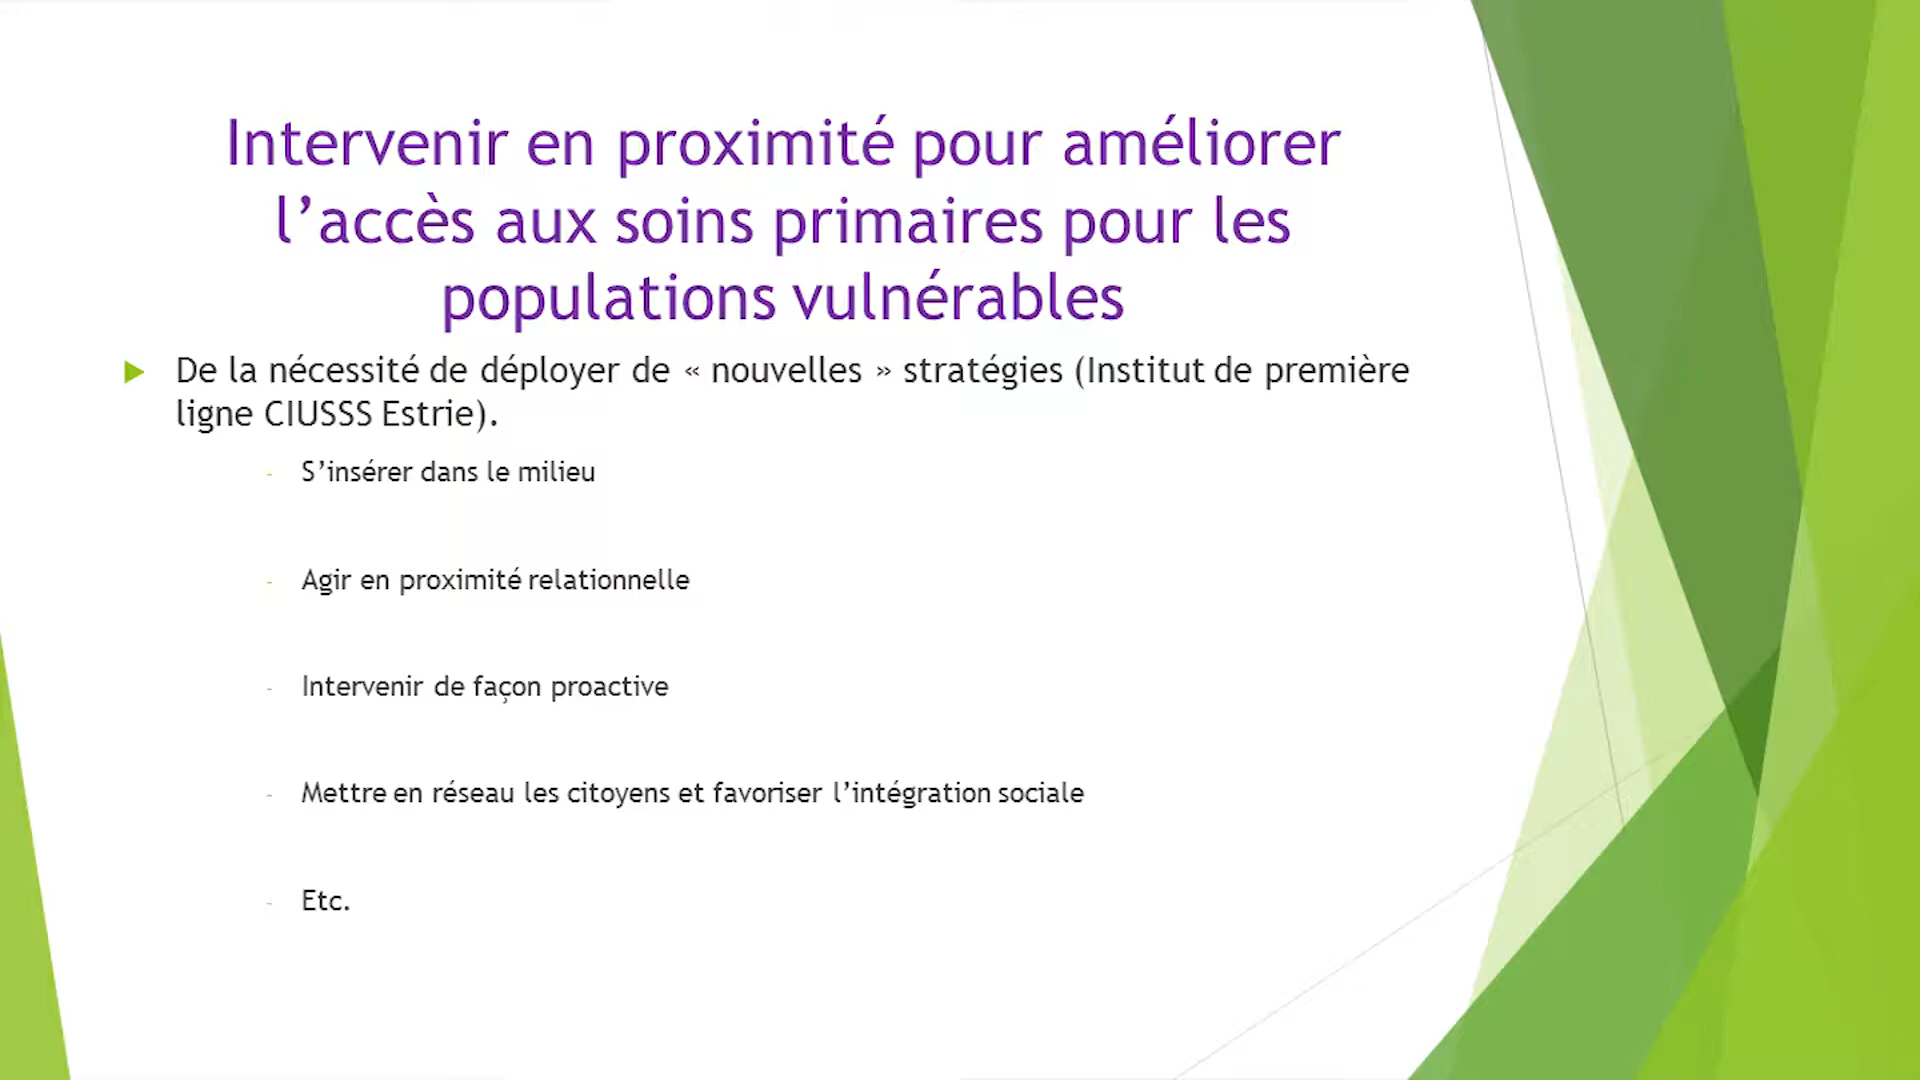 Intervenir en proximité pour améliorer
l’accès aux soins primaires pour les
populations vulnérables
De la nécessité de déployer de « nouvelles » stratégies (Institut de première
ligne CIUSSS Estrie).
- S’insérer dans le milieu
- Agir en proximité relationnelle
- Intervenir de façon proactive
- Mettre en réseau les citoyens et favoriser l’intégration sociale
- Etc.